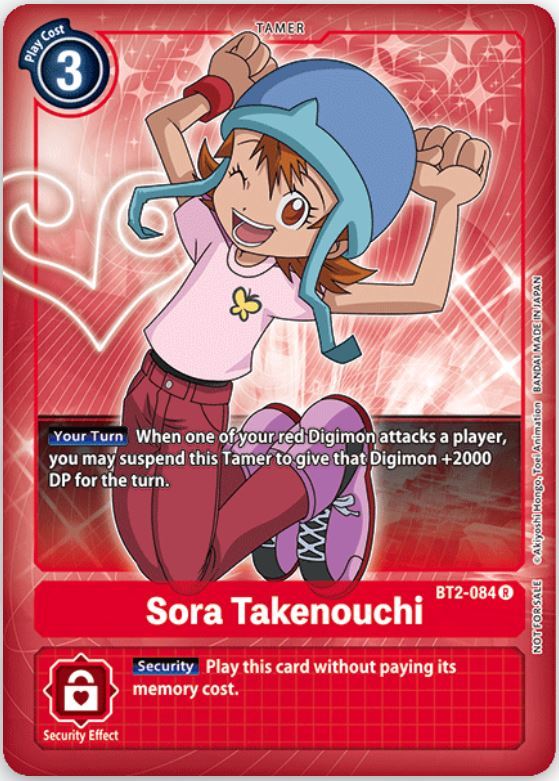 TAMER
Play Cost
3
Your Turn When one of your red Digimon attacks a player,
you may suspend this Tamer to give that Digimon +2000
DP for the turn.
©Akiyoshi Hongo, Toei Animation BANDAI MADE IN JAPAN
NOT FOR SALE
BT2-084 R
Sora Takenouchi
Security Play this card without paying its
memory cost.
Security Effect